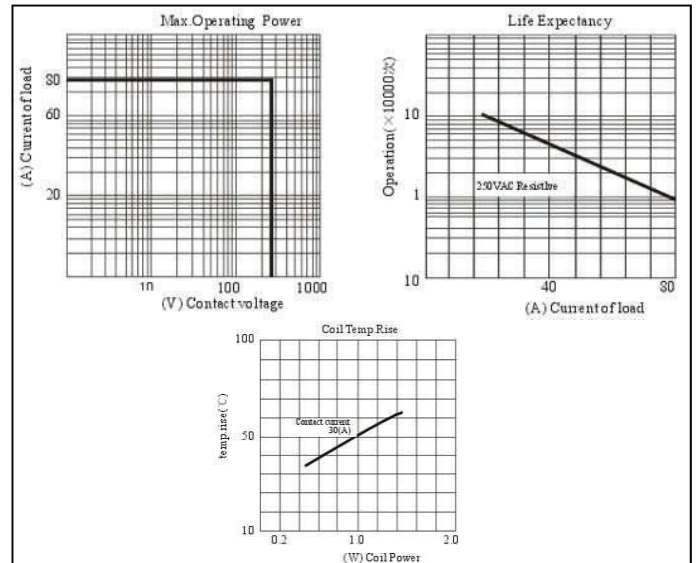 Max.Operating Power
(A) Current of load
80
60
20
10
100
1000
(V) Contact voltage
Life Expectancy
Operation(×10000次)
10
1
10
250VAC Resistive
40
80
(A) Current of load
Coil Temp.Rise
temp.rise(℃)
100
50
10
Contact current
30(A)
0.2
1.0
2.0
(W) Coil Power